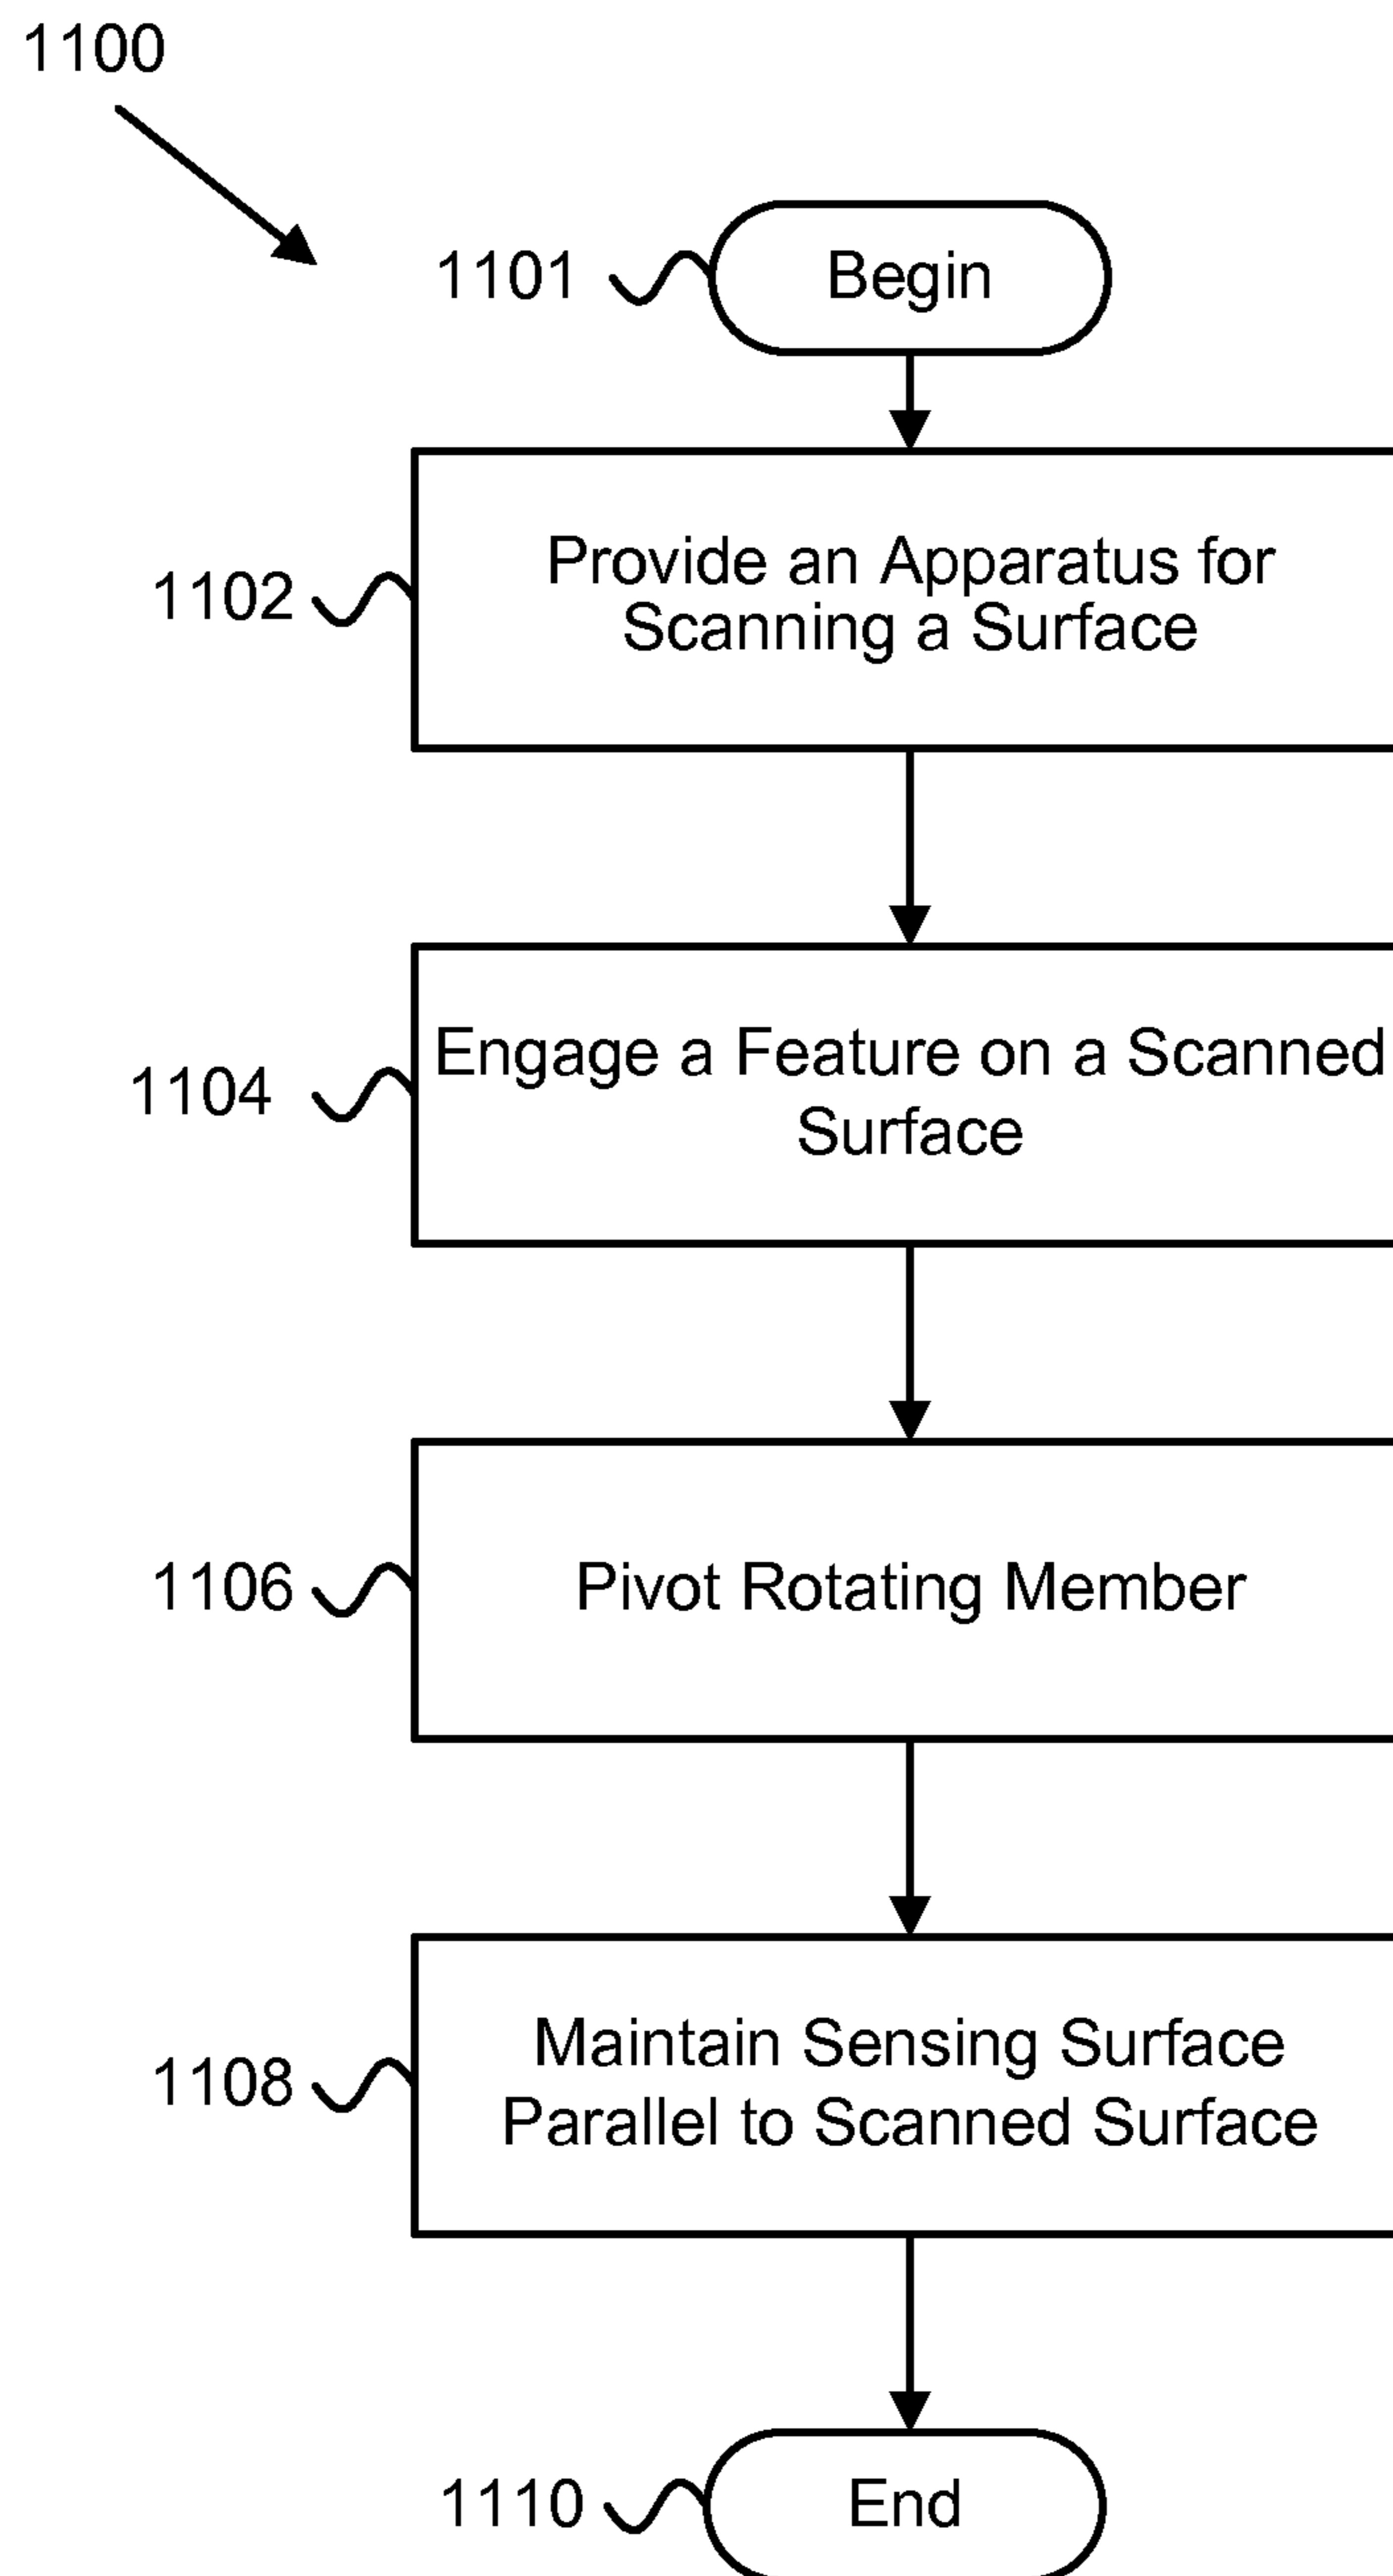 1100
1101
Begin
1102
Provide an Apparatus for
Scanning a Surface
1104
Engage a Feature on a Scanned
Surface
1106
Pivot Rotating Member
1108
Maintain Sensing Surface
Parallel to Scanned Surface
1110
End